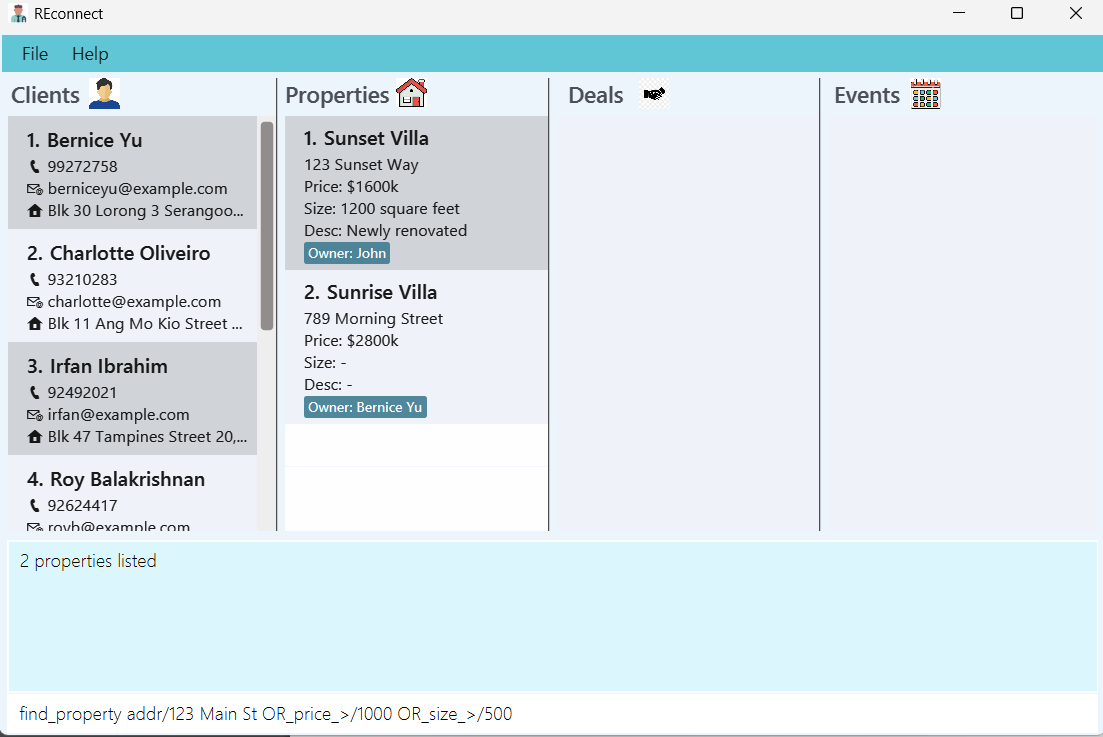 REconnect
File Help
Clients
1. Bernice Yu
99272758
berniceyu@example.com
Blk 30 Lorong 3 Serangoo...
2. Charlotte Oliveiro
93210283
charlotte@example.com
Blk 11 Ang Mo Kio Street ...
3. Irfan Ibrahim
92492021
irfan@example.com
Blk 47 Tampines Street 20,...
4. Roy Balakrishnan
92624417
royb@example.com
Properties
1. Sunset Villa
123 Sunset Way
Price: $1600k
Size: 1200 square feet
Desc: Newly renovated
Owner: John
2. Sunrise Villa
789 Morning Street
Price: $2800k
Size: -
Desc: -
Owner: Bernice Yu
Deals
Events
2 properties listed
find_property addr/123 Main St OR_price_>/1000 OR_size_>/500